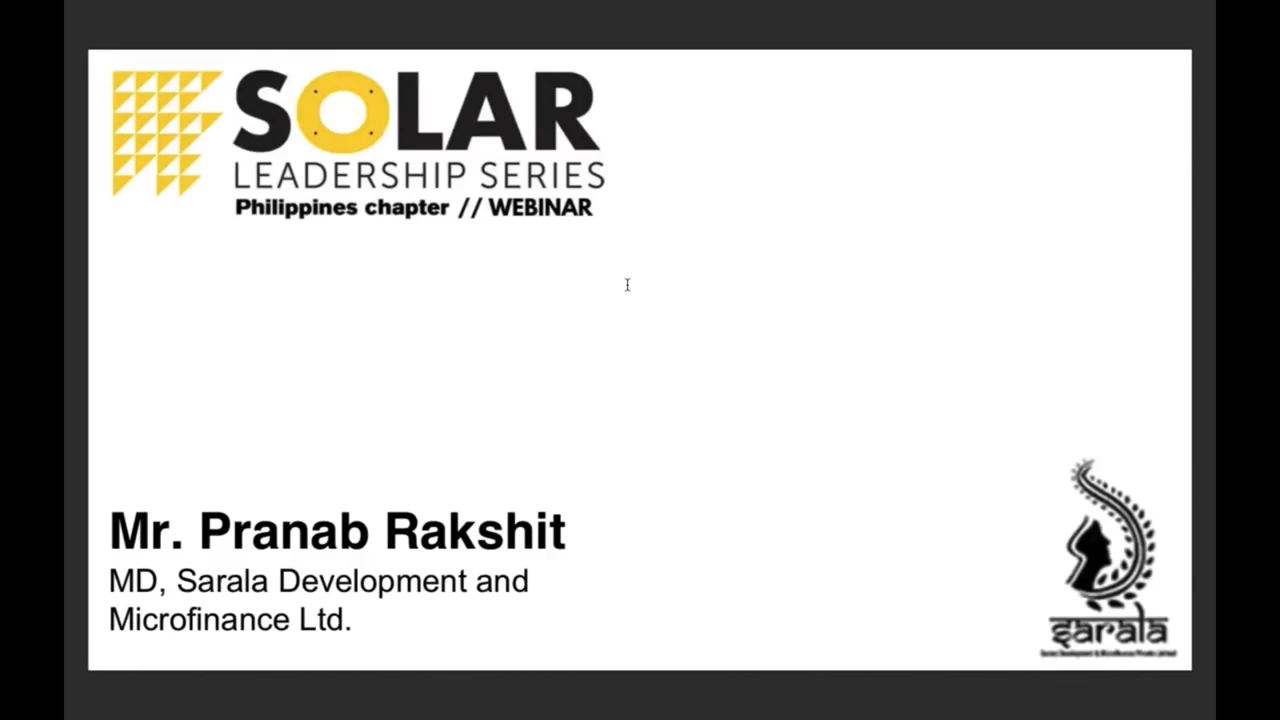 SOLAR
LEADERSHIP SERIES
Philippines chapter // WEBINAR
Mr. Pranab Rakshit
MD, Sarala Development and
Microfinance Ltd.
sarala